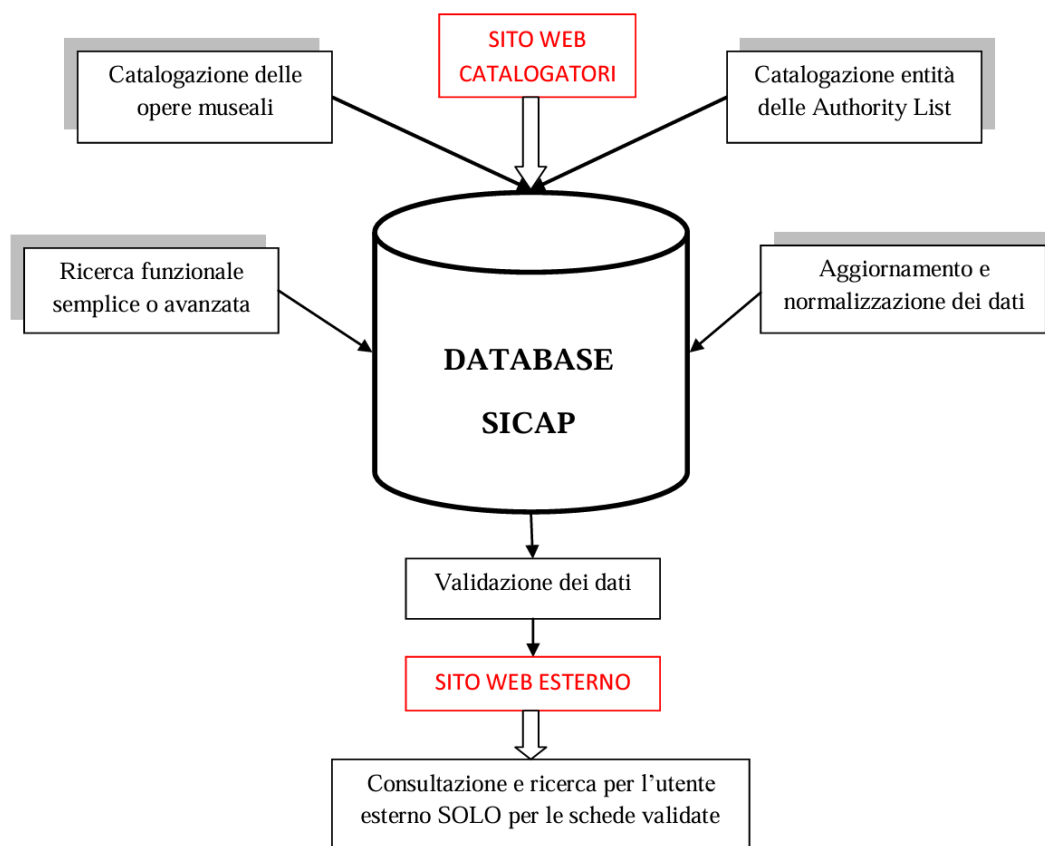 SITO WEB
CATALOGATORI
Catalogazione delle
opere museali
Catalogazione entità
delle Authority List
Ricerca funzionale
semplice o avanzata
Aggiornamento e
normalizzazione dei dati
DATABASE
SICAP
Validazione dei dati
SITO WEB ESTERNO
Consultazione e ricerca per l’utente
esterno SOLO per le schede validate